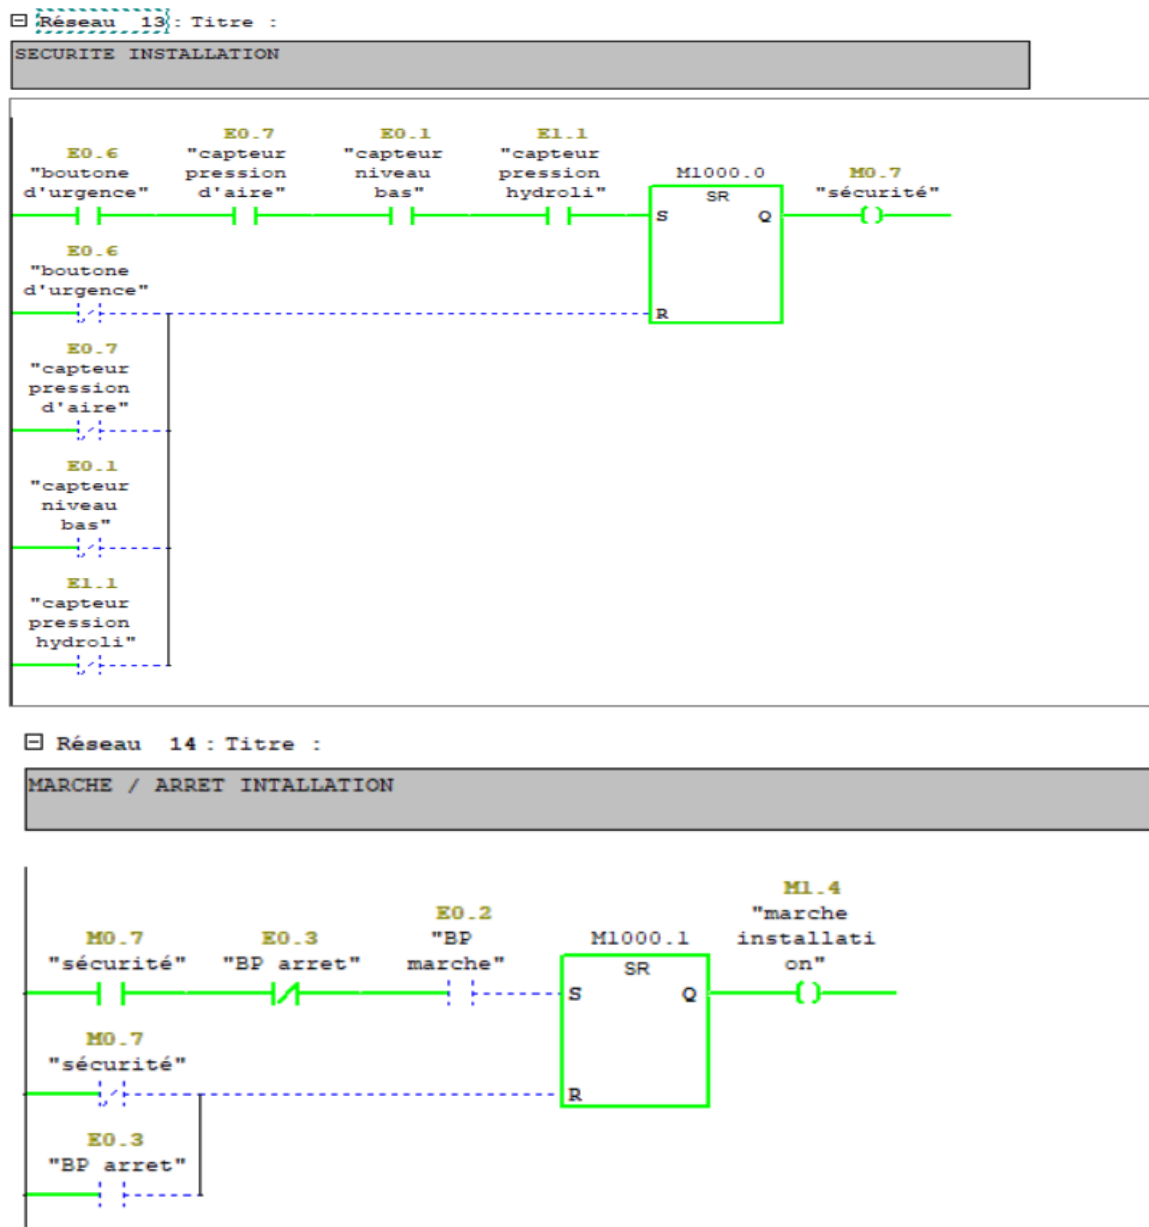 Réseau 13 : Titre :
SECURITE INSTALLATION
E0.6
"boutone
d'urgence"
E0.7
"capteur
pression
d'aire"
E0.1
"capteur
niveau
bas"
E1.1
"capteur
pression
hydroli"
M1000.0
SR
S
Q
R
M0.7
"sécurité"
E0.6
"boutone
d'urgence"
E0.7
"capteur
pression
d'aire"
E0.1
"capteur
niveau
bas"
E1.1
"capteur
pression
hydroli"
Réseau 14 : Titre :
MARCHE / ARRET INTALLATION
M0.7
"sécurité"
E0.3
"BP arret"
E0.2
"BP
marche"
M1000.1
SR
S
Q
R
M1.4
"marche
installati
on"
M0.7
"sécurité"
E0.3
"BP arret"